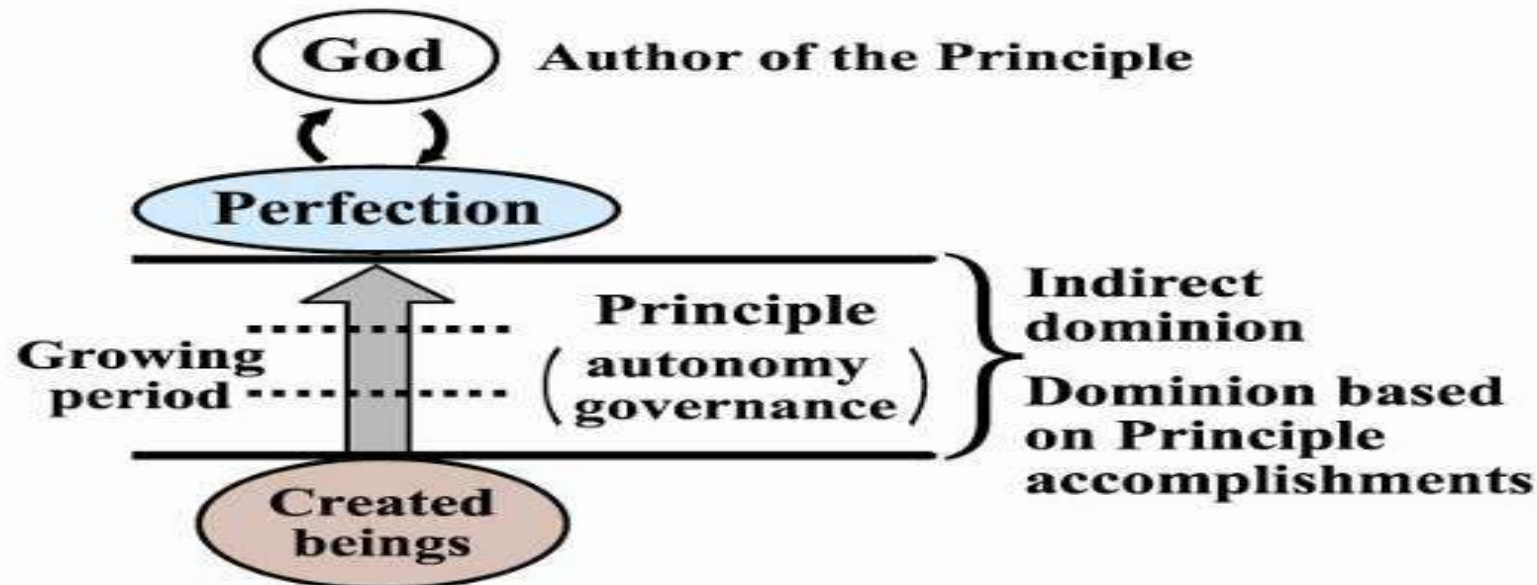 God
Author of the Principle
Perfection
Growing
period
Principle
( autonomy
governance )
Indirect
dominion
Dominion based
on Principle
accomplishments
Created
beings